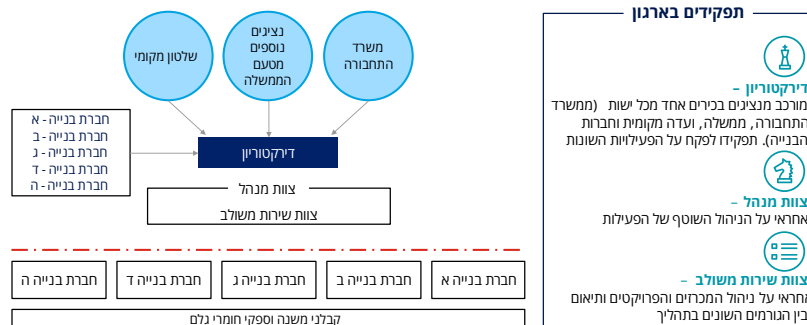 תפקידים בארגון
דירקטוריון –
מורכב מנציגים בכירים אחד מכל ישות (ממשרד
התחבורה, ממשלה, ועדה מקומית וחברות
הבנייה). תפקידו לפקח על הפעילויות השונות
צוות מנהל –
אחראי על הניהול השוטף של הפעילות
צוות שירות משולב –
אחראי על ניהול המכרזים והפרויקטים ותיאום
בין הגורמים השונים בתהליך
משרד
התחבורה
נציגים
נוספים
מטעם
הממשלה
שלטון מקומי
חברת בנייה - א
חברת בנייה - ב
חברת בנייה - ג
חברת בנייה - ד
חברת בנייה - ה
דירקטוריון
צוות מנהל
צוות שירות משולב
חברת בנייה א
חברת בנייה ב
חברת בנייה ג
חברת בנייה ד
חברת בנייה ה
קבלני משנה וספקי חומרי גלם